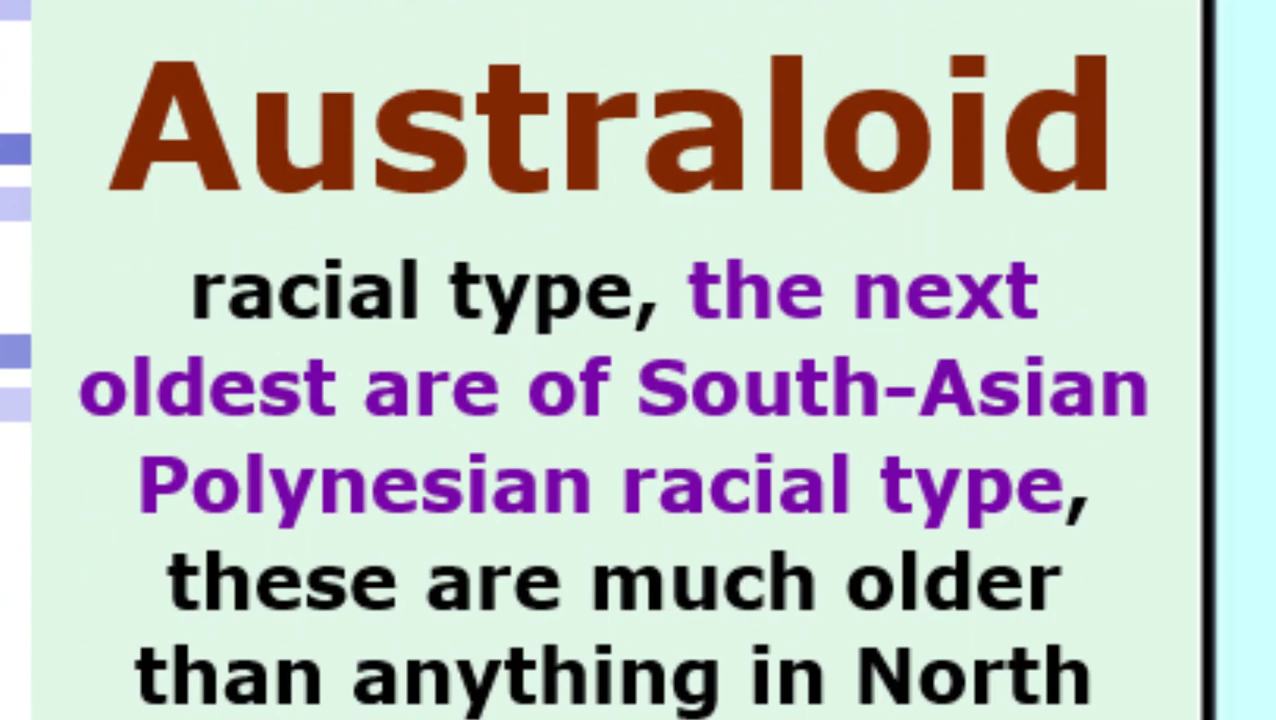 Australoid
racial type, the next
oldest are of South-Asian
Polynesian racial type,
these are much older
than anything in North